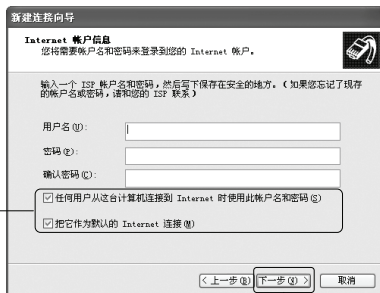 新建连接向导
Internet 帐户信息
您将需要帐户名和密码来登录到您的 Internet 帐户。
输入一个 ISP 帐户名和密码，然后写下保存在安全的地方。（如果您忘记了现存
的帐户名或密码，请和您的 ISP 联系）
用户名(U):
密码(P):
确认密码(C):
任何用户从这台计算机连接到 Internet 时使用此帐户名和密码(S)
把它作为默认的 Internet 连接(M)
<上一步(B) 下一步(N)> 取消